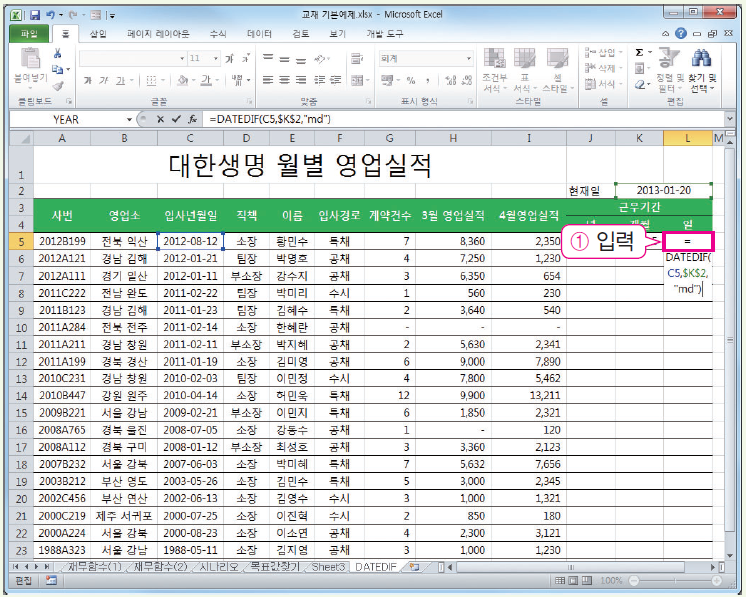 교재 기본예제.xlsx - Microsoft Excel
파일 홈 삽입 페이지 레이아웃 수식 데이터 검토 보기 개발 도구
붙여넣기 가 가 가 11 가 가 회계 조건부 서식 표 서식 셀 스타일 삽입 삭제 서식 정렬 및 필터 찾기 및 선택
클립보드 글꼴 맞춤 표시 형식 스타일 셀 편집
YEAR =DATEDIF(C5,$K$2,"md")
A B C D E F G H I J K L M
1 대한생명 월별 영업실적
2 현재일 2013-01-20
3 사번 영업소 입사년월일 직책 이름 입사경로 계약건수 3월 영업실적 4월영업실적 근무기간
4 년 개월 일
5 2012B199 전북 익산 2012-08-12 소장 황민수 특채 7 8,360 2,350 =
① 입력
DATEDIF(
C5,$K$2,
"md")
6 2012A121 경남 김해 2012-01-21 팀장 박명호 공채 4 7,250 1,230
7 2012A111 경기 일산 2012-01-11 부소장 강수지 공채 3 6,350 654
8 2011C222 전남 완도 2011-02-22 팀장 박미리 수시 1 560 230
9 2011B123 경남 김해 2011-01-23 팀장 김혜수 특채 2 3,640 540
10 2011A284 전북 전주 2011-02-14 소장 한혜란 공채 - - -
11 2011A211 경남 창원 2011-02-11 부소장 박지혜 공채 2 5,630 2,341
12 2011A199 경북 경산 2011-01-19 소장 김미영 공채 6 9,000 7,890
13 2010C231 경남 창원 2010-02-03 팀장 이민정 수시 4 7,800 5,462
14 2010B447 강원 원주 2010-04-14 소장 허민욱 특채 12 9,900 13,211
15 2009B221 서울 강남 2009-02-21 부소장 이민지 특채 6 1,850 2,321
16 2008A765 경북 울진 2008-07-05 소장 강동수 공채 1 - 120
17 2008A112 경북 구미 2008-01-12 부소장 최성호 공채 3 3,360 2,123
18 2007B232 서울 강북 2007-06-03 소장 박미혜 특채 7 5,632 7,656
19 2003B212 부산 영도 2003-05-26 소장 김민수 특채 5 3,000 2,345
20 2002C456 부산 연산 2002-06-13 소장 김영수 수시 3 1,000 1,321
21 2000C219 제주 서귀포 2000-07-25 소장 이진혁 수시 2 850 180
22 2000A224 서울 강북 2000-08-23 소장 이소연 공채 4 2,300 3,121
23 1988A323 서울 강남 1988-05-11 소장 김지영 공채 3 1,000 1,230
재무함수(1) 재무함수(2) 시나리오 목표값찾기 Sheet3 DATEDIF
편집 100%